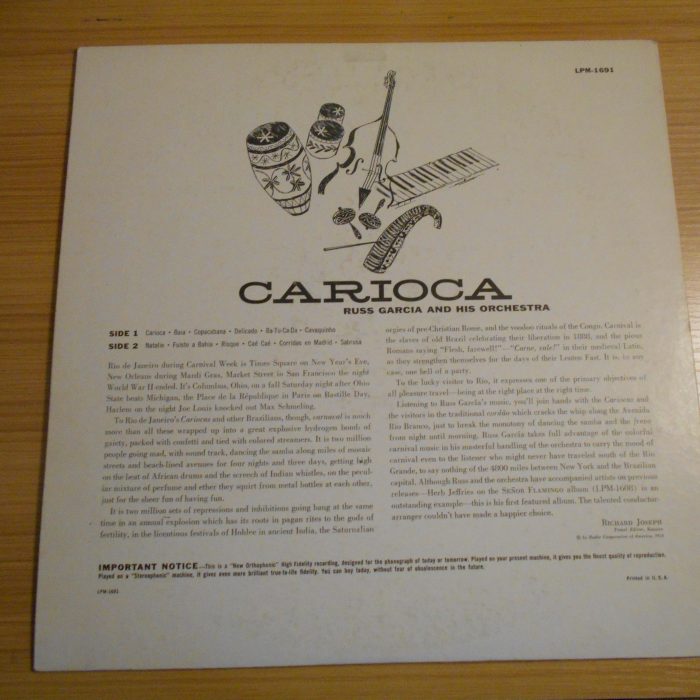 LPM-1691
CARIOCA
RUSS GARCIA AND HIS ORCHESTRA
SIDE 1 Carioca • Baia • Copacabana • Delicado • Ba-Tu-Ca-Da • Cavaquinho
SIDE 2 Natalie • Fuiste a Bahia • Risque • Caé Caé • Corridas en Madrid • Sabrosa
Rio de Janeiro during Carnival Week is Times Square on New Year's Eve,
New Orleans during Mardi Gras, Market Street in San Francisco the night
World War II ended. It's Columbus, Ohio, on a fall Saturday night after Ohio
State beats Michigan, the Place de la République in Paris on Bastille Day,
Harlem on the night Joe Louis knocked out Max Schmeling.
To Rio de Janeiro's Cariocas and other Brazilians, though, carnaval is much
more than all these wrapped up into a great explosive hydrogen bomb of
gaiety, packed with confetti and tied with colored streamers. It is two million
people going mad, with sound track, dancing the samba along miles of mosaic
streets and beach-lined avenues for four nights and three days, getting high
on the beat of African drums and the screech of Indian whistles, on the pecul-
iar mixture of perfume and ether they squirt from metal bottles at each other,
just for the sheer fun of having fun.
It is two million sets of repressions and inhibitions going bang at the same
time in an annual explosion which has its roots in pagan rites to the gods of
fertility, in the licentious festivals of Hohlee in ancient India, the Saturnalian
orgies of pre-Christian Rome, and the voodoo rituals of the Congo. Carnival is
the slaves of old Brazil celebrating their liberation in 1888, and the pious
Romans saying "Flesh, farewell!"—"Carne, vale!" in their medieval Latin,
as they strengthen themselves for the days of their Lenten Fast. It is, in any
case, one hell of a party.
To the lucky visitor to Rio, it expresses one of the primary objectives of
all pleasure travel—being at the right place at the right time.
Listening to Russ Garcia's music, you'll join hands with the Cariocas and
the visitors in the traditional cordão which cracks the whip along the Avenida
Rio Branco, just to break the monotony of dancing the samba and the frevo
from night until morning. Russ Garcia takes full advantage of the colorful
carnival music in his masterful handling of the orchestra to carry the mood of
carnival even to the listener who might never have traveled south of the Rio
Grande, to say nothing of the 4800 miles between New York and the Brazilian
capital. Although Russ and the orchestra have accompanied artists on previous
releases—Herb Jeffries on the SEÑOR FLAMINGO album (LPM-1608) is an
outstanding example—this is his first featured album. The talented conductor-
arranger couldn't have made a happier choice.
RICHARD JOSEPH
Travel Editor, Esquire
© by Radio Corporation of America, 1958
IMPORTANT NOTICE—This is a "New Orthophonic" High Fidelity recording, designed for the phonograph of today or tomorrow. Played on your present machine, it gives you the finest quality of reproduction.
Played on a "Stereophonic" machine, it gives even more brilliant true-to-life fidelity. You can buy today, without fear of obsolescence in the future.
LPM-1691
Printed in U. S. A.